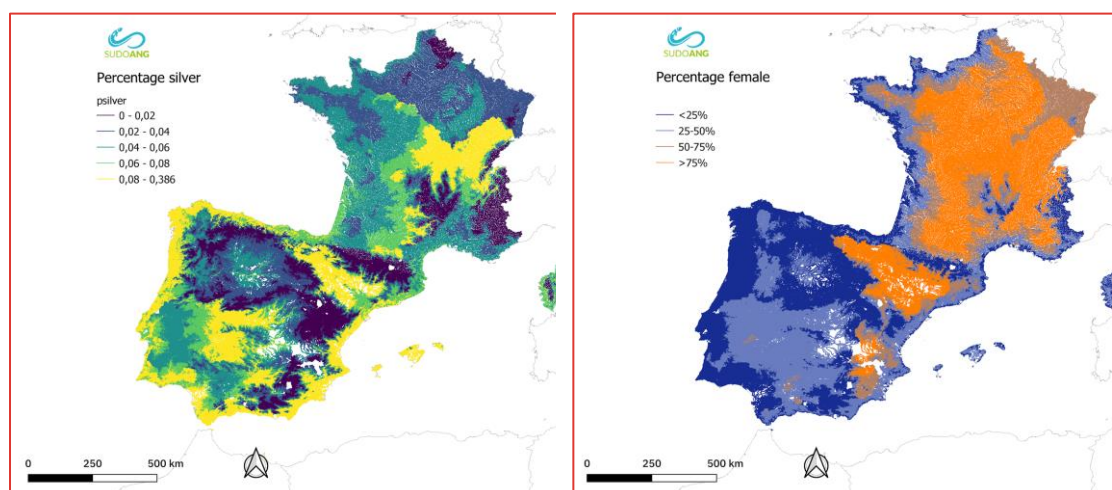 SUDOANG
Percentage silver
psilver
0 - 0,02
0,02 - 0,04
0,04 - 0,06
0,06 - 0,08
0,08 - 0,386
0 250 500 km
SUDOANG
Percentage female
<25%
25-50%
50-75%
>75%
0 250 500 km